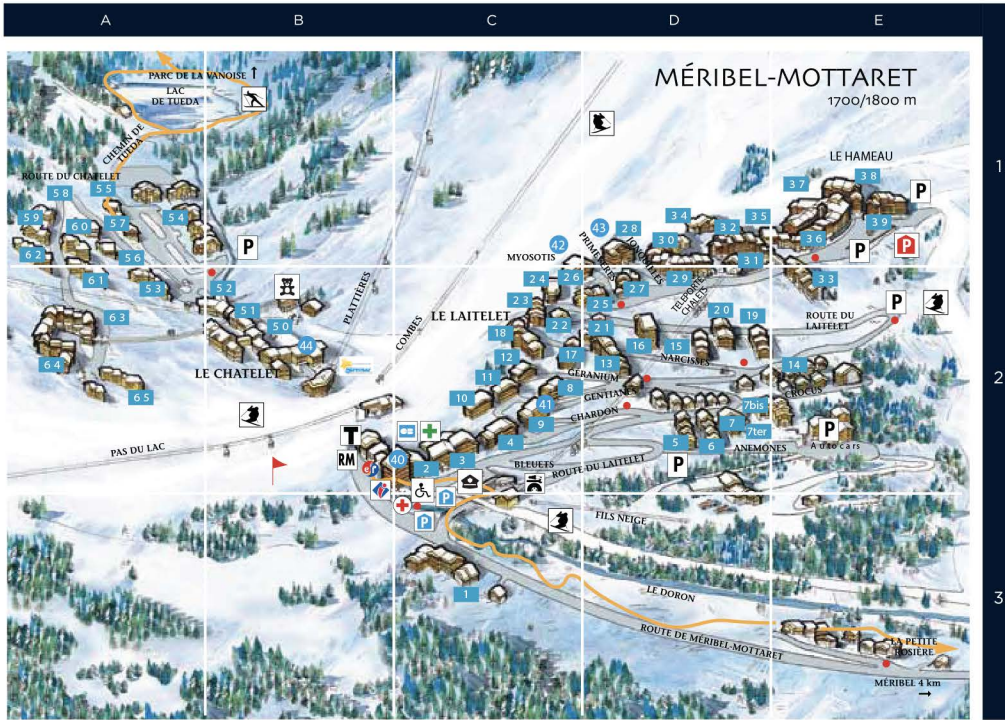 A B C D E
MÉRIBEL-MOTTARET
1700/1800 m
PARC DE LA VANOISE ↑
LAC
DE TUEDA
CHEMIN DE
TUEDA
ROUTE DU CHATELET
LE HAMEAU
1
58
55
59
60
57
54
62
56
61
53
P
37
38
39
P
P
P
36
34
35
32
30
31
28
43
42
PRIMEVÈRES
JONQUILLES
MYOSOTIS
63
64
65
52
51
50
44
LE CHATELET
PLATTIÈRES
COMBES
LE LAITELET
24
26
23
25
27
29
TÉLÉPORTÉ
CHALETS
33
P
ROUTE DU
LAITELET
22
21
20
19
18
17
16
15
NARCISSES
12
13
14
GÉRANIUM
GENTIANE
CROCUS
11
8
10
41
9
CHARDON
7bis
7
7ter
4
5
6
ANEMONES
P
Autocars
P
2
PAS DU LAC
T
RM
40
2
3
BLEUETS
ROUTE DU LAITELET
P
P
FILS NEIGE
1
LE DORON
ROUTE DE MÉRIBEL-MOTTARET
LA PETITE
ROSIÈRE
MÉRIBEL 4 km
→
3